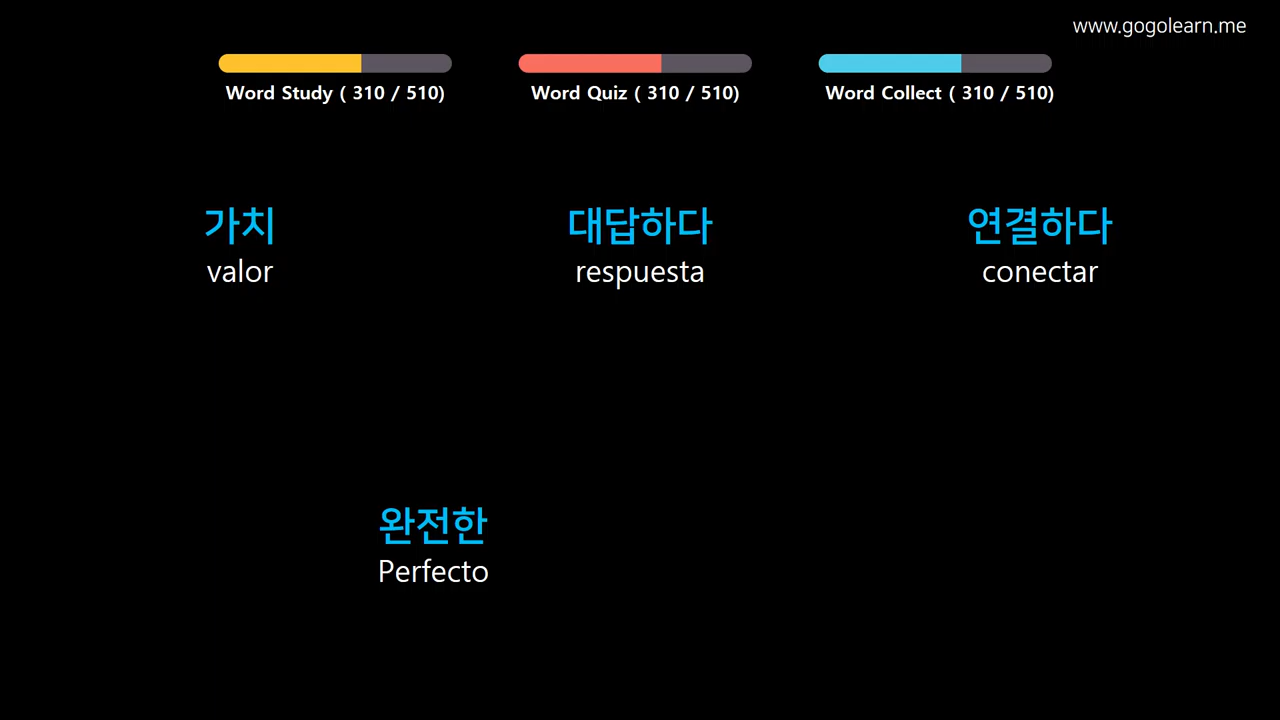 www.gogolearn.me
Word Study ( 310 / 510)
Word Quiz ( 310 / 510)
Word Collect ( 310 / 510)
가치
valor
대답하다
respuesta
연결하다
conectar
완전한
Perfecto